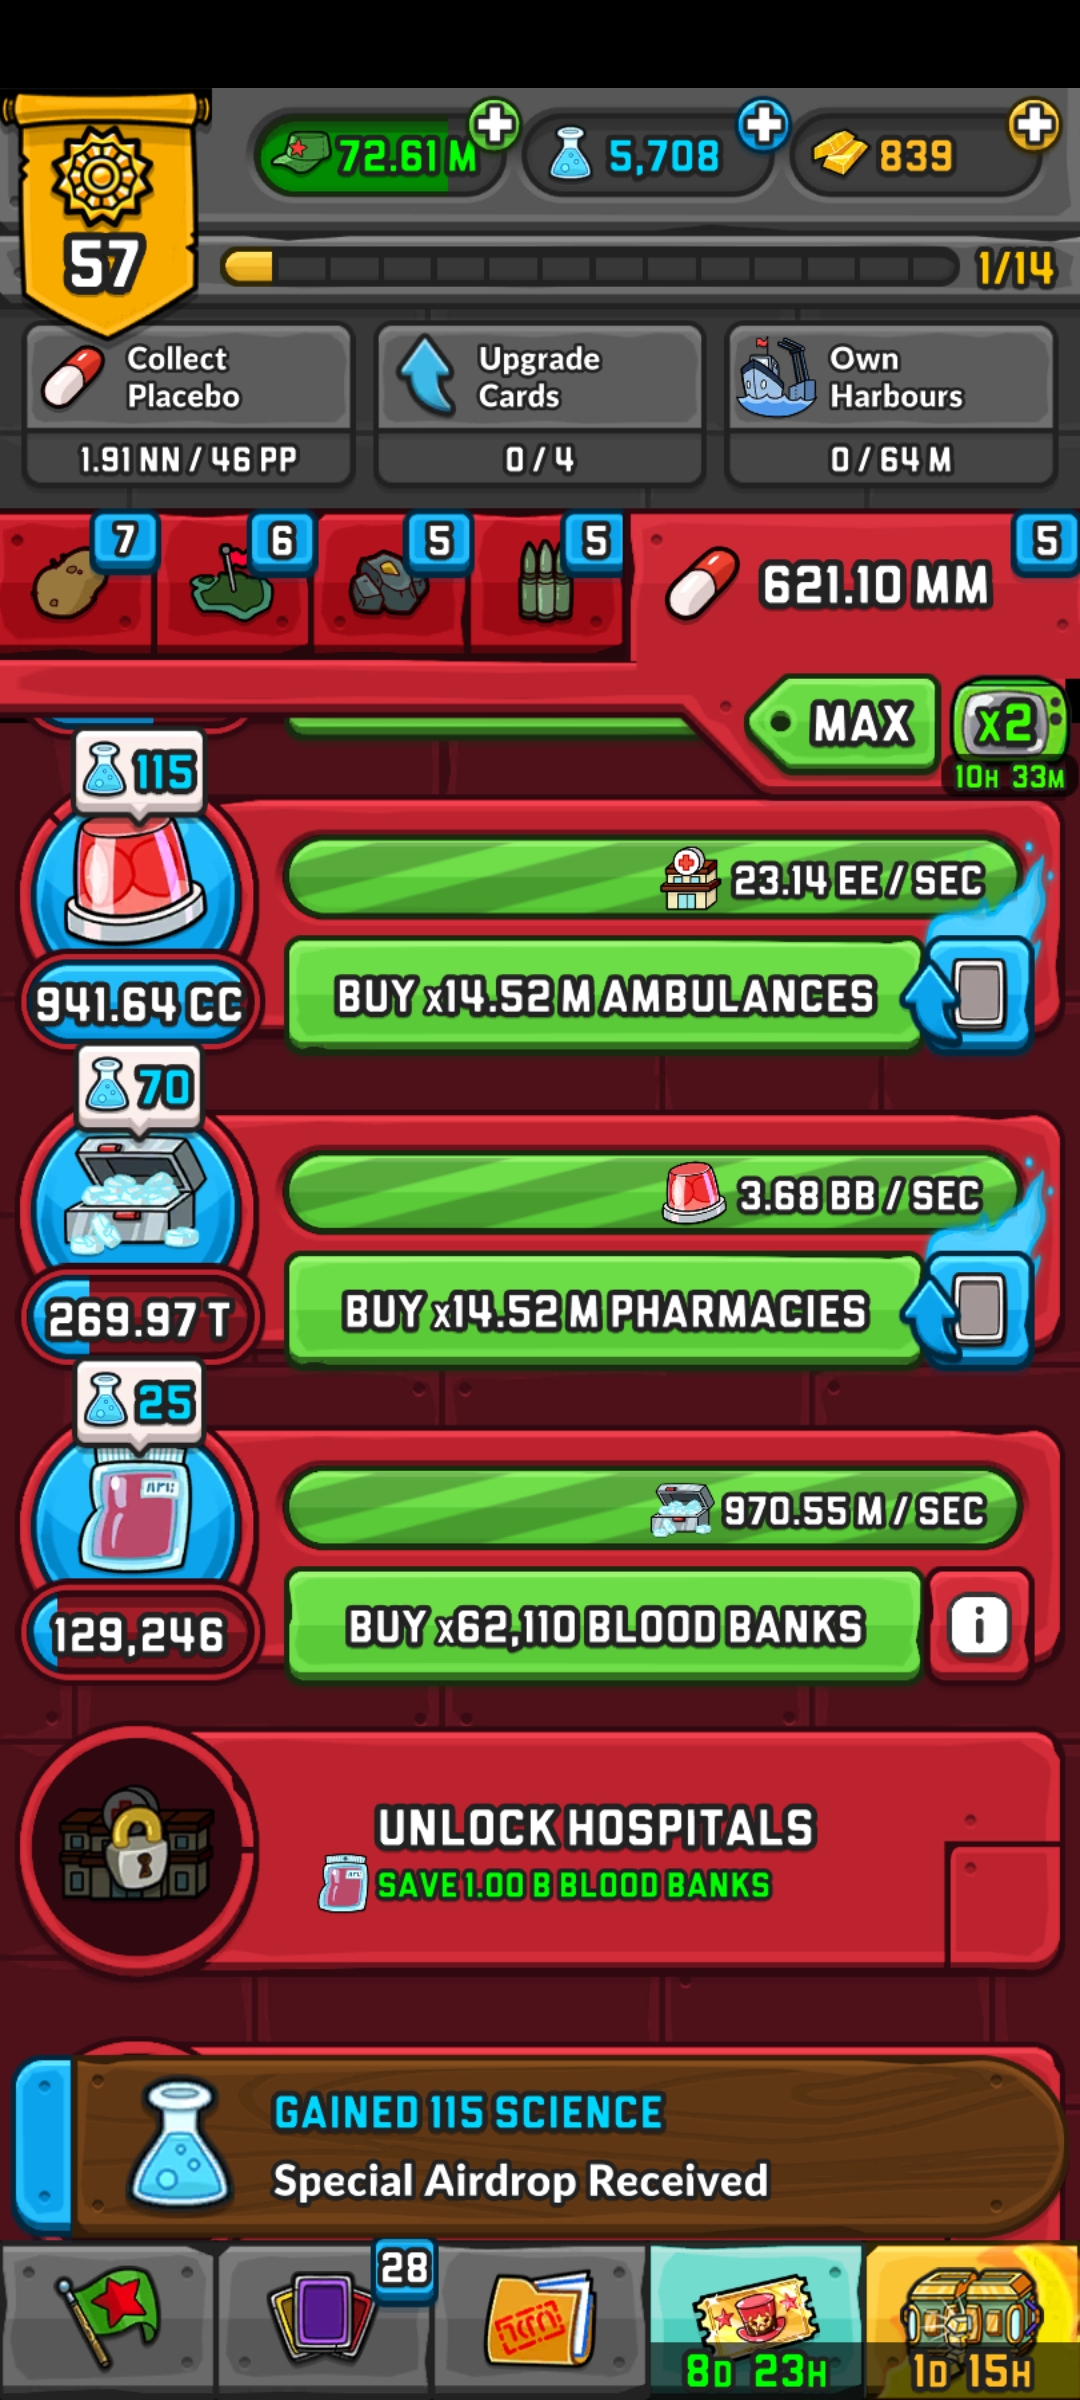 72.61 M
5,708
839
57
1/14
Collect
Placebo
Upgrade
Cards
Own
Harbours
1.91 NN / 46 PP
0 / 4
0 / 64 M
7
6
5
5
621.10 MM
5
MAX
x2
10H 33M
115
23.14 EE / SEC
941.64 CC
BUY x14.52 M AMBULANCES
70
3.68 BB / SEC
269.97 T
BUY x14.52 M PHARMACIES
25
970.55 M / SEC
129,246
BUY x62,110 BLOOD BANKS
i
UNLOCK HOSPITALS
SAVE 1.00 B BLOOD BANKS
GAINED 115 SCIENCE
Special Airdrop Received
28
8D 23H
1D 15H